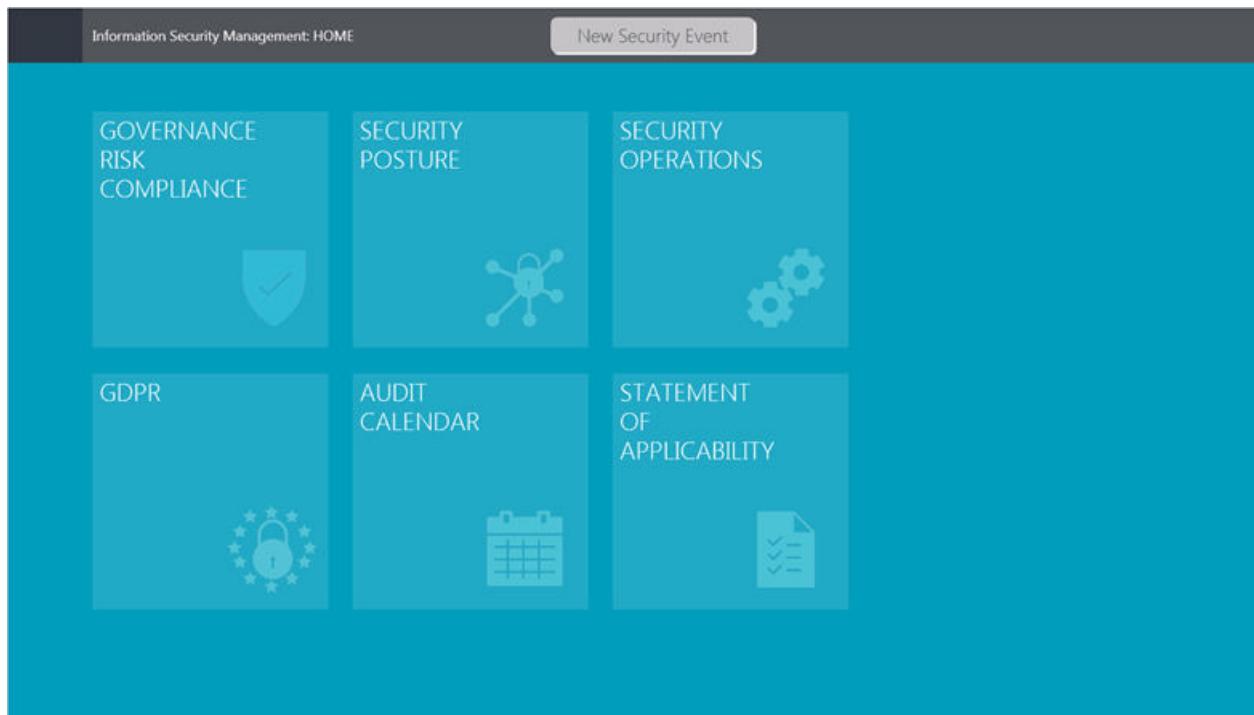 Information Security Management: HOME
New Security Event
GOVERNANCE
RISK
COMPLIANCE
SECURITY
POSTURE
SECURITY
OPERATIONS
GDPR
AUDIT
CALENDAR
STATEMENT
OF
APPLICABILITY